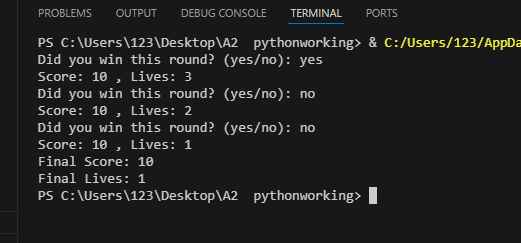 PROBLEMS OUTPUT DEBUG CONSOLE TERMINAL PORTS
PS C:\Users\123\Desktop\A2  pythonworking> & C:/Users/123/AppDa
Did you win this round? (yes/no): yes
Score: 10 , Lives: 3
Did you win this round? (yes/no): no
Score: 10 , Lives: 2
Did you win this round? (yes/no): no
Score: 10 , Lives: 1
Final Score: 10
Final Lives: 1
PS C:\Users\123\Desktop\A2  pythonworking>